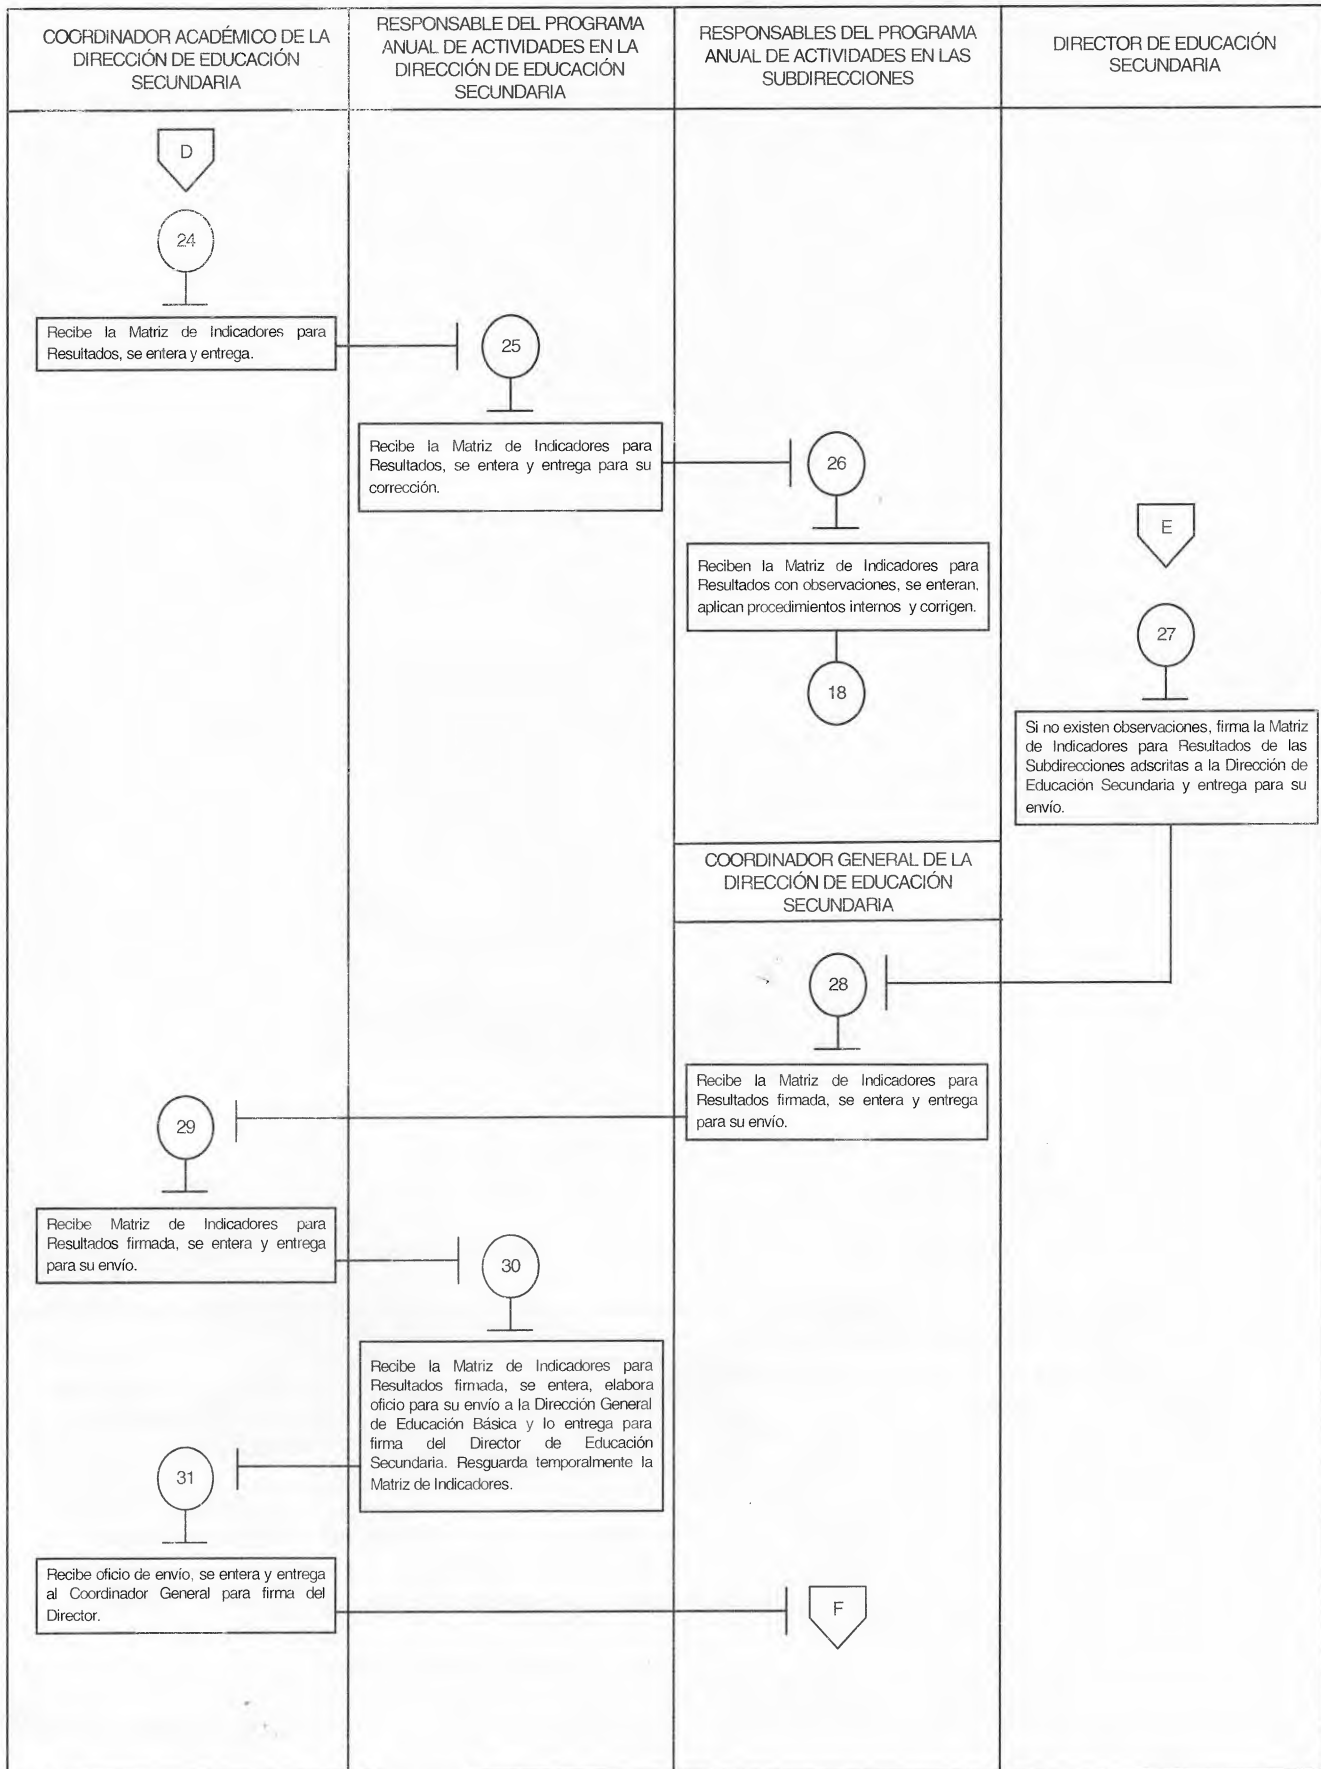 COORDINADOR ACADÉMICO DE LA
DIRECCIÓN DE EDUCACIÓN
SECUNDARIA
RESPONSABLE DEL PROGRAMA
ANUAL DE ACTIVIDADES EN LA
DIRECCIÓN DE EDUCACIÓN
SECUNDARIA
RESPONSABLES DEL PROGRAMA
ANUAL DE ACTIVIDADES EN LAS
SUBDIRECCIONES
DIRECTOR DE EDUCACIÓN
SECUNDARIA
D
24
Recibe la Matriz de Indicadores para
Resultados, se entera y entrega.
25
Recibe la Matriz de Indicadores para
Resultados, se entera y entrega para su
corrección.
26
Reciben la Matriz de Indicadores para
Resultados con observaciones, se enteran,
aplican procedimientos internos y corrigen.
18
E
27
Si no existen observaciones, firma la Matriz
de Indicadores para Resultados de las
Subdirecciones adscritas a la Dirección de
Educación Secundaria y entrega para su
envío.
COORDINADOR GENERAL DE LA
DIRECCIÓN DE EDUCACIÓN
SECUNDARIA
28
Recibe la Matriz de Indicadores para
Resultados firmada, se entera y entrega
para su envío.
29
Recibe Matriz de Indicadores para
Resultados firmada, se entera y entrega
para su envío.
30
Recibe la Matriz de Indicadores para
Resultados firmada, se entera, elabora
oficio para su envío a la Dirección General
de Educación Básica y lo entrega para
firma del Director de Educación
Secundaria. Resguarda temporalmente la
Matriz de Indicadores.
31
Recibe oficio de envío, se entera y entrega
al Coordinador General para firma del
Director.
F